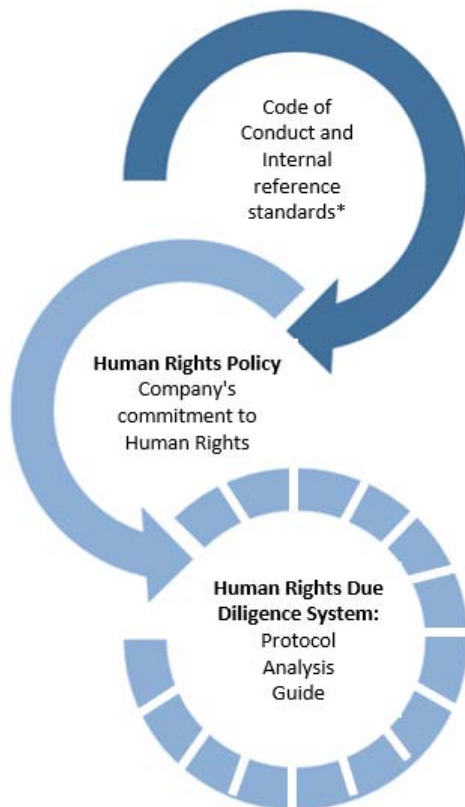 Code of
Conduct and
Internal
reference
standards*
Human Rights Policy
Company's
commitment to
Human Rights
Human Rights Due
Diligence System:
Protocol
Analysis
Guide